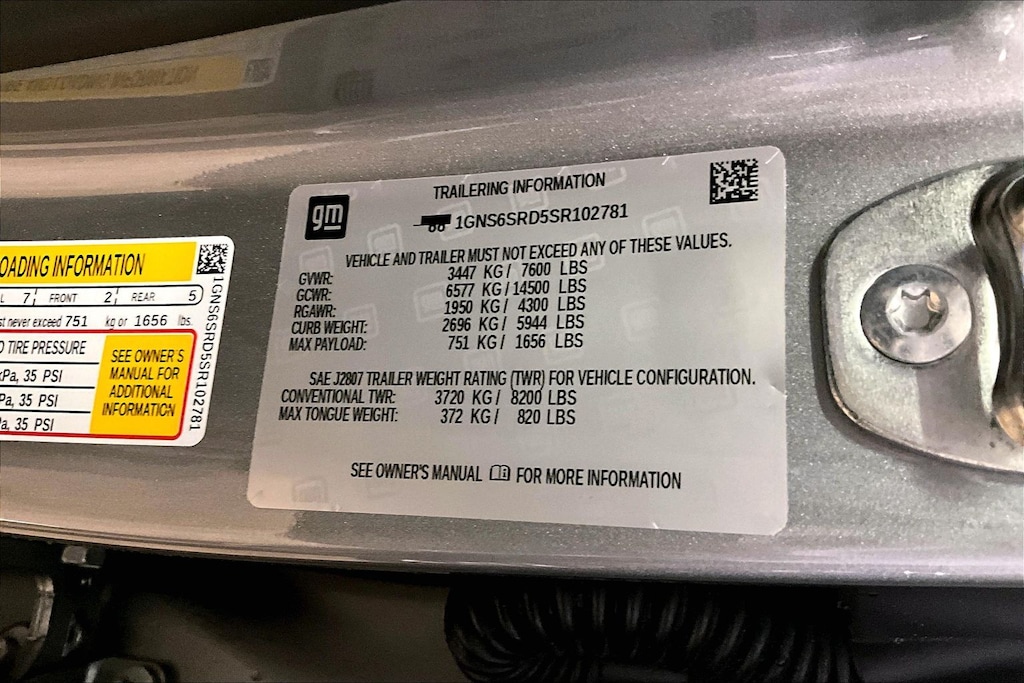 TRAILERING INFORMATION
gm
1GNS6SRD5SR102781
VEHICLE AND TRAILER MUST NOT EXCEED ANY OF THESE VALUES.
GVWR: 3447 KG/ 7600 LBS
GCWR: 6577 KG/14500 LBS
RGAWR: 1950 KG/ 4300 LBS
CURB WEIGHT: 2696 KG/ 5944 LBS
MAX PAYLOAD: 751 KG/ 1656 LBS
SAE J2807 TRAILER WEIGHT RATING (TWR) FOR VEHICLE CONFIGURATION.
CONVENTIONAL TWR: 3720 KG/ 8200 LBS
MAX TONGUE WEIGHT: 372 KG/ 820 LBS
SEE OWNER'S MANUAL FOR MORE INFORMATION
OADING INFORMATION
L 7 FRONT 2 REAR 5
never exceed 751 kg or 1656 lbs.
TIRE PRESSURE
kPa, 35 PSI
Pa, 35 PSI
a, 35 PSI
SEE OWNER'S
MANUAL FOR
ADDITIONAL
INFORMATION
1GNS6SRD5SR102781